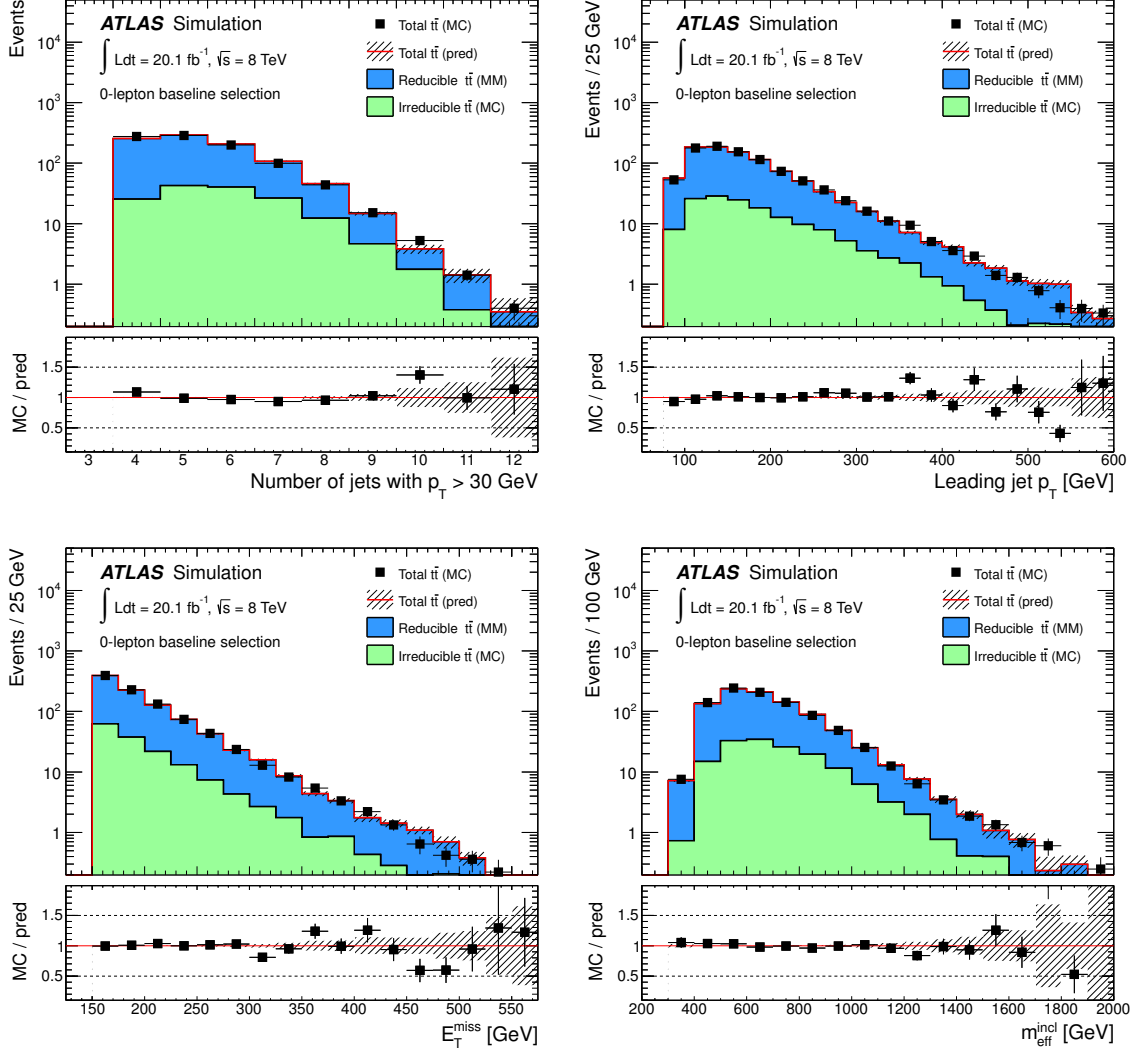 Events
ATLAS Simulation
∫ Ldt = 20.1 fb⁻¹, √s = 8 TeV
0-lepton baseline selection
Total tt̄ (MC)
Total tt̄ (pred)
Reducible tt̄ (MM)
Irreducible tt̄ (MC)
10⁴
10³
10²
10
1
MC / pred
1.5
1
0.5
3 4 5 6 7 8 9 10 11 12
Number of jets with p_T > 30 GeV
Events / 25 GeV
ATLAS Simulation
∫ Ldt = 20.1 fb⁻¹, √s = 8 TeV
0-lepton baseline selection
Total tt̄ (MC)
Total tt̄ (pred)
Reducible tt̄ (MM)
Irreducible tt̄ (MC)
10⁴
10³
10²
10
1
MC / pred
1.5
1
0.5
100 200 300 400 500 600
Leading jet p_T [GeV]
Events / 25 GeV
ATLAS Simulation
∫ Ldt = 20.1 fb⁻¹, √s = 8 TeV
0-lepton baseline selection
Total tt̄ (MC)
Total tt̄ (pred)
Reducible tt̄ (MM)
Irreducible tt̄ (MC)
10⁴
10³
10²
10
1
MC / pred
1.5
1
0.5
150 200 250 300 350 400 450 500 550
E_T^miss [GeV]
Events / 100 GeV
ATLAS Simulation
∫ Ldt = 20.1 fb⁻¹, √s = 8 TeV
0-lepton baseline selection
Total tt̄ (MC)
Total tt̄ (pred)
Reducible tt̄ (MM)
Irreducible tt̄ (MC)
10⁴
10³
10²
10
1
MC / pred
1.5
1
0.5
200 400 600 800 1000 1200 1400 1600 1800 2000
m_eff^incl [GeV]